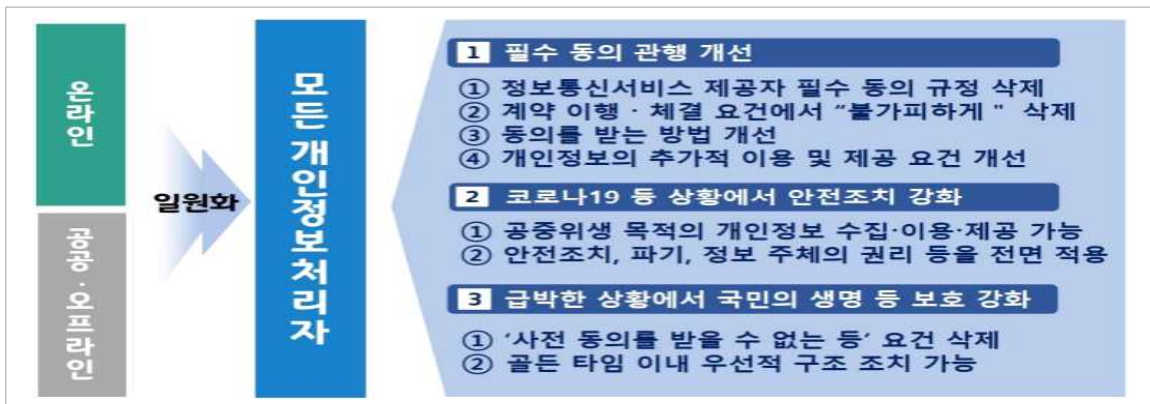 온라인
공공·오프라인
일원화
모든 개인정보처리자
1 필수 동의 관행 개선
① 정보통신서비스 제공자 필수 동의 규정 삭제
② 계약 이행·체결 요건에서 “불가피하게" 삭제
③ 동의를 받는 방법 개선
④ 개인정보의 추가적 이용 및 제공 요건 개선
2 코로나19 등 상황에서 안전조치 강화
① 공중위생 목적의 개인정보 수집·이용·제공 가능
② 안전조치, 파기, 정보 주체의 권리 등을 전면 적용
3 급박한 상황에서 국민의 생명 등 보호 강화
① ‘사전 동의를 받을 수 없는 등’ 요건 삭제
② 골든 타임 이내 우선적 구조 조치 가능